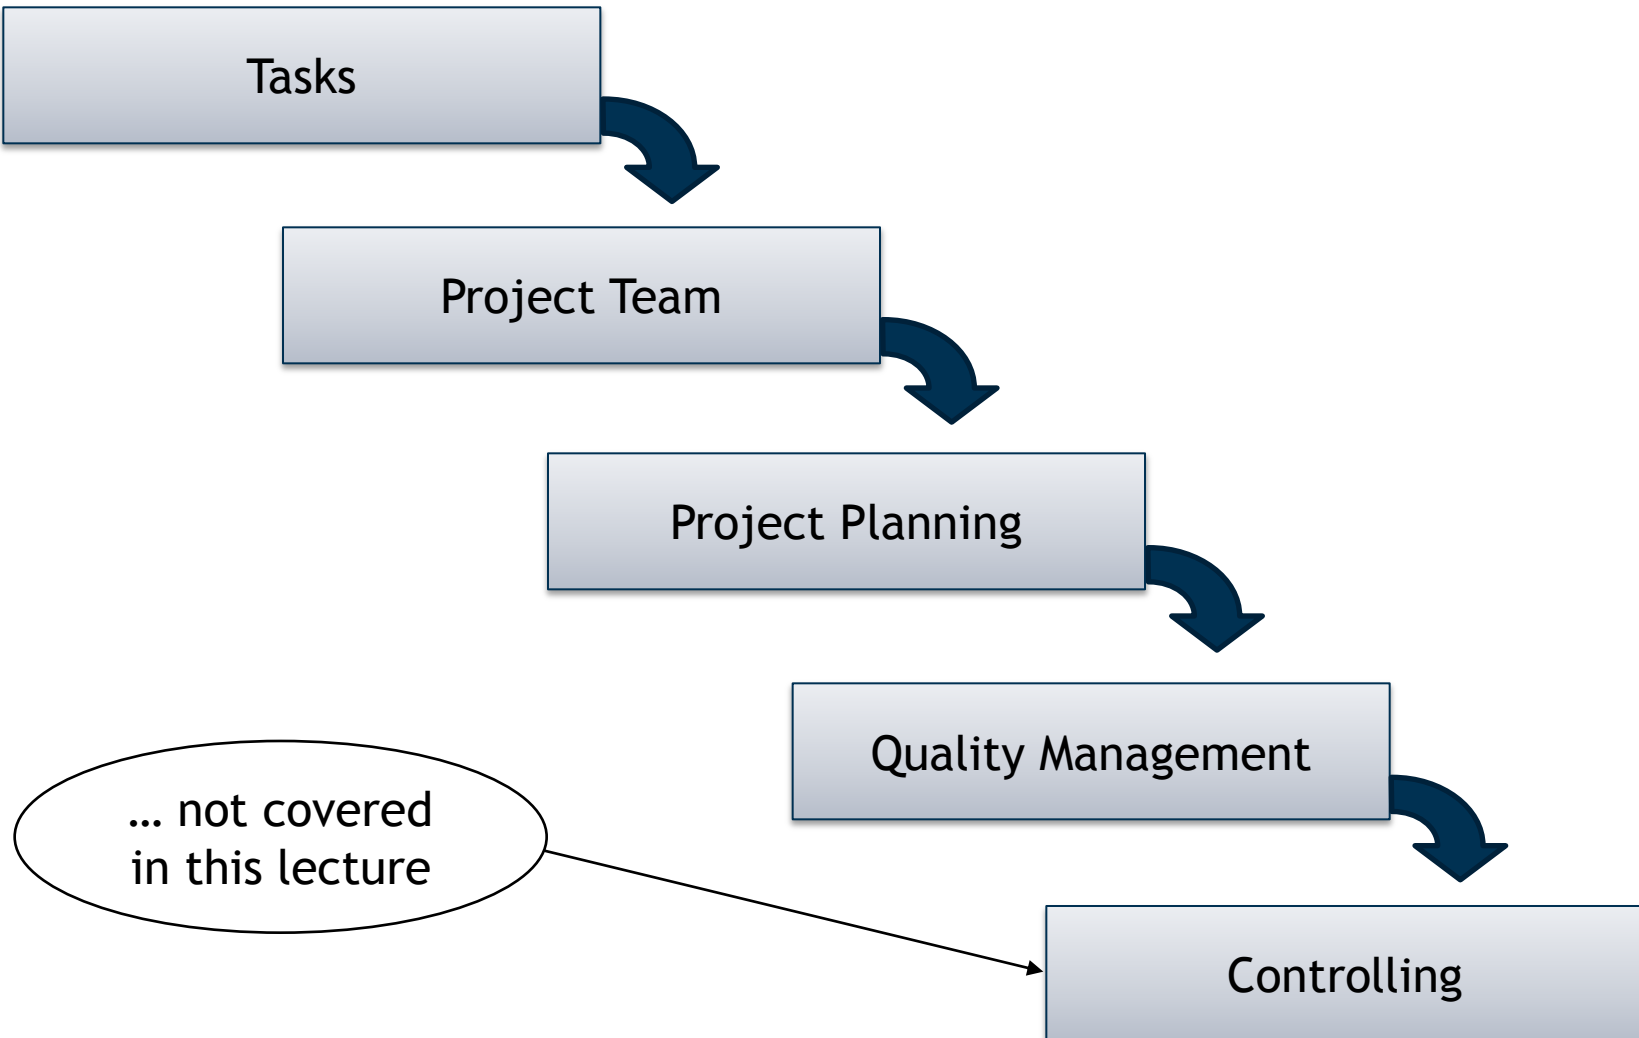 Tasks
Project Team
Project Planning
Quality Management
… not covered
in this lecture
Controlling